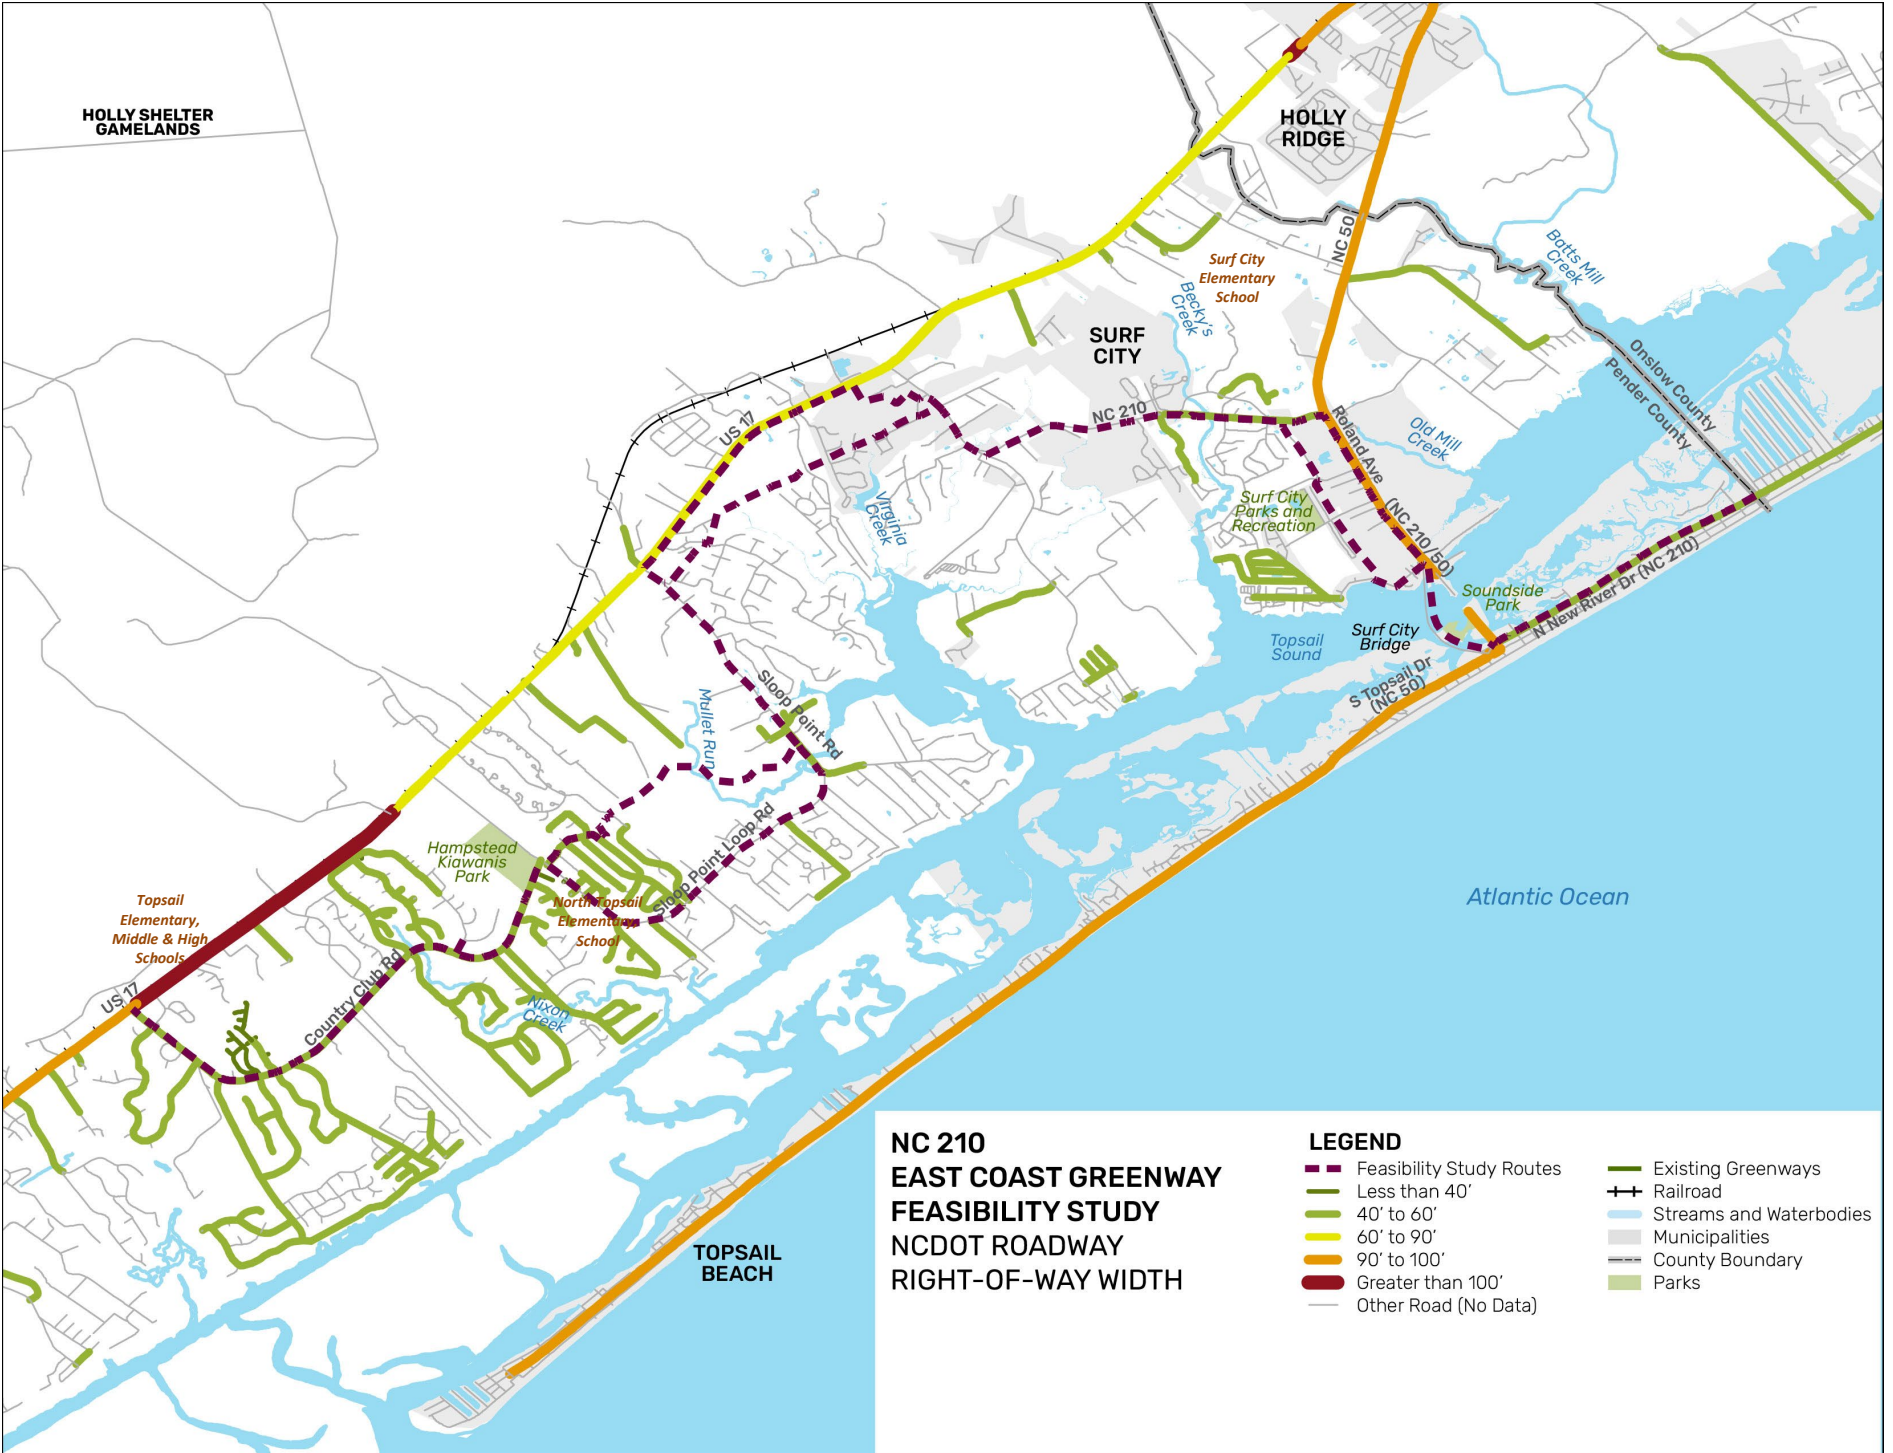 HOLLY SHELTER
GAMELANDS
HOLLY
RIDGE
NC 50
Batts Mill
Creek
Surf City
Elementary
School
Becky's
Creek
SURF
CITY
Onslow County
Pender County
US 17
NC 210
Roland Ave
(NC 210/50)
Old Mill
Creek
Virginia
Creek
Surf City
Parks and
Recreation
Soundside
Park
N New River Dr (NC 210)
Topsail
Sound
Surf City
Bridge
S Topsail Dr
(NC 50)
Sloop Point Rd
Mullet Run
Sloop Point Loop Rd
Hampstead
Kiawanis
Park
Topsail
Elementary,
Middle & High
Schools
North Topsail
Elementary
School
Atlantic Ocean
US 17
Country Club Rd
Nixon
Creek
TOPSAIL
BEACH
NC 210
EAST COAST GREENWAY
FEASIBILITY STUDY
NCDOT ROADWAY
RIGHT-OF-WAY WIDTH
LEGEND
Feasibility Study Routes
Less than 40'
40' to 60'
60' to 90'
90' to 100'
Greater than 100'
Other Road (No Data)
Existing Greenways
Railroad
Streams and Waterbodies
Municipalities
County Boundary
Parks